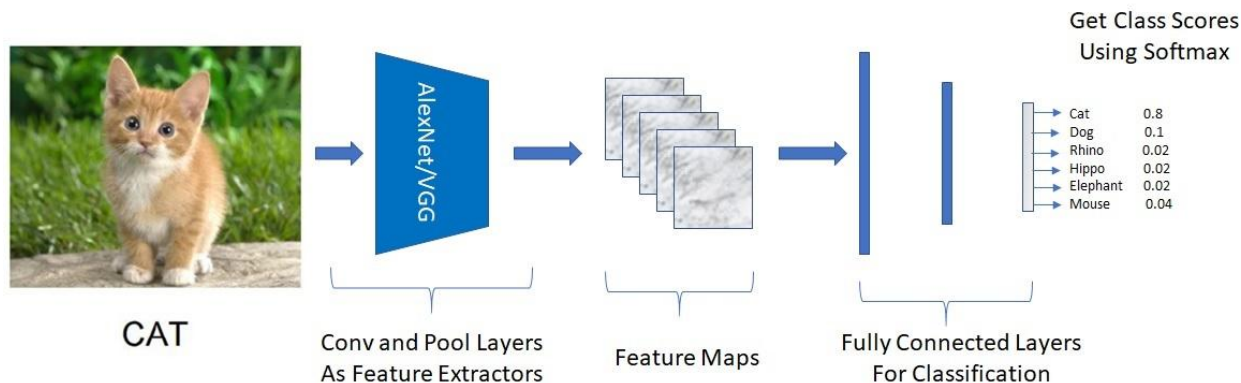 Get Class Scores
Using Softmax
AlexNet/VGG
Cat 0.8
Dog 0.1
Rhino 0.02
Hippo 0.02
Elephant 0.02
Mouse 0.04
CAT
Conv and Pool Layers
As Feature Extractors
Feature Maps
Fully Connected Layers
For Classification